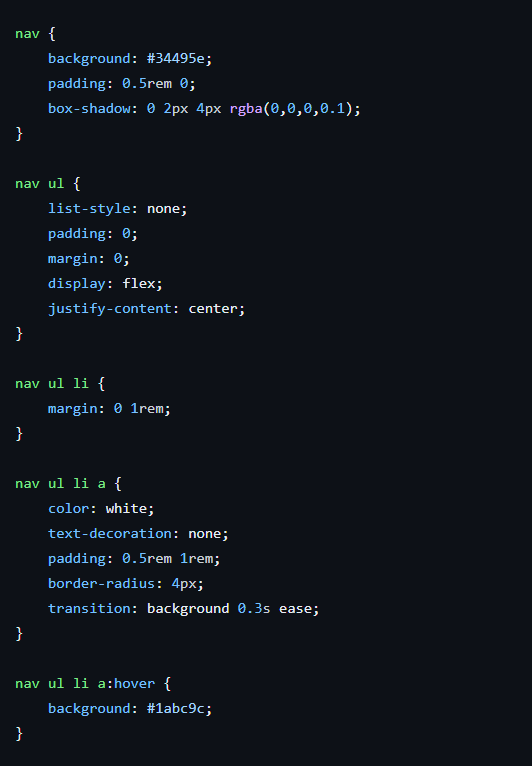 nav {
    background: #34495e;
    padding: 0.5rem 0;
    box-shadow: 0 2px 4px rgba(0,0,0,0.1);
}

nav ul {
    list-style: none;
    padding: 0;
    margin: 0;
    display: flex;
    justify-content: center;
}

nav ul li {
    margin: 0 1rem;
}

nav ul li a {
    color: white;
    text-decoration: none;
    padding: 0.5rem 1rem;
    border-radius: 4px;
    transition: background 0.3s ease;
}

nav ul li a:hover {
    background: #1abc9c;
}